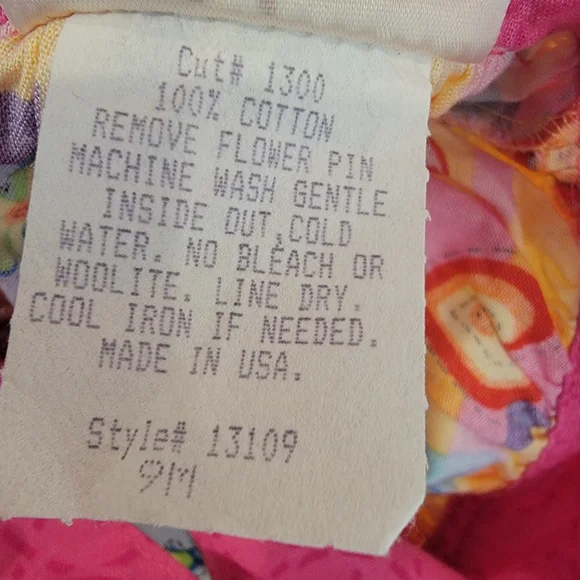 Cut# 1300
100% COTTON
REMOVE FLOWER PIN
MACHINE WASH GENTLE
INSIDE OUT,COLD
WATER. NO BLEACH OR
WOOLITE. LINE DRY.
COOL IRON IF NEEDED.
MADE IN USA.
Style# 13109
9M